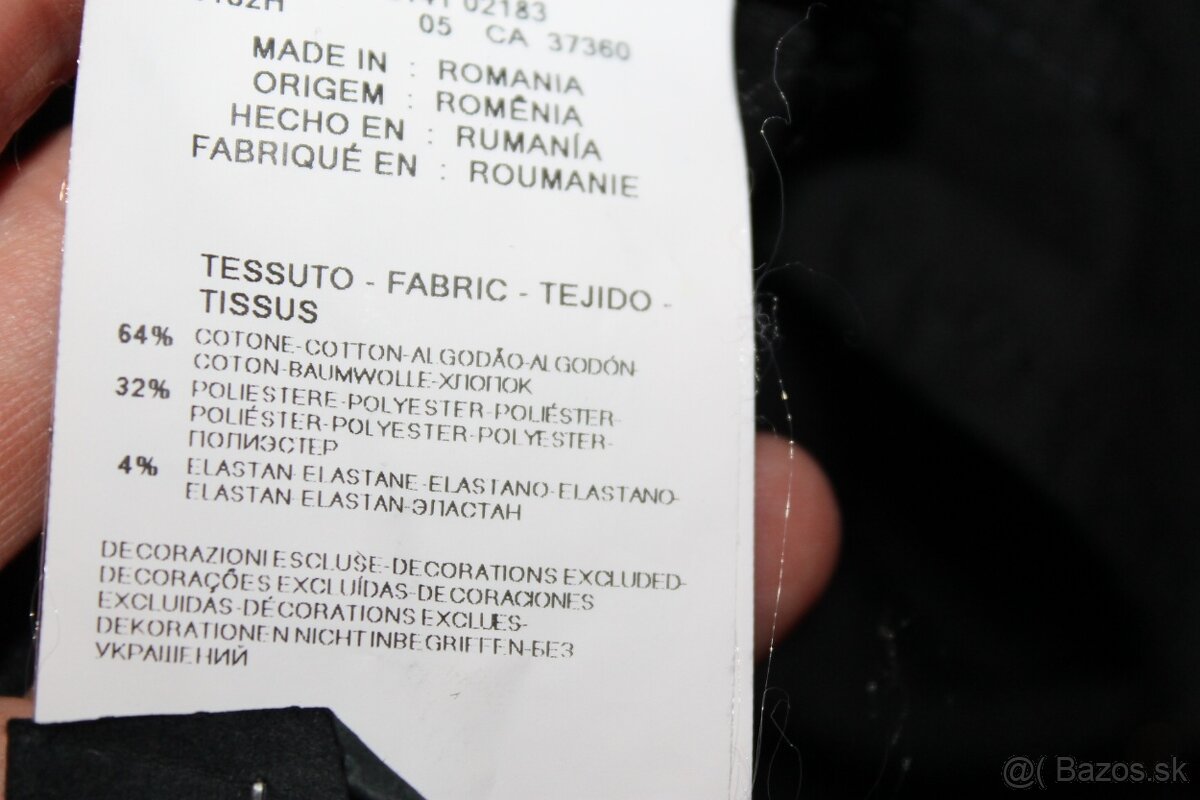 02183
05 CA 37360
MADE IN : ROMANIA
ORIGEM : ROMÊNIA
HECHO EN : RUMANÍA
FABRIQUÉ EN : ROUMANIE
TESSUTO - FABRIC - TEJIDO -
TISSUS
64% COTONE-COTTON-ALGODÃO-ALGODÓN-
COTON-BAUMWOLLE-ХЛОПОК
32% POLIESTERE-POLYESTER-POLIÉSTER-
POLIÉSTER-POLYESTER-POLYESTER-
ПОЛИЭСТЕР
4% ELASTAN-ELASTANE-ELASTANO-ELASTANO-
ELASTAN-ELASTAN-ЭЛАСТАН
DECORAZIONI ESCLUSE-DECORATIONS EXCLUDED-
DECORAÇÕES EXCLUÍDAS-DECORACIONES
EXCLUIDAS-DÉCORATIONS EXCLUES-
DEKORATIONEN NICHT INBEGRIFFEN-БЕЗ
УКРАШЕНИЙ
@( Bazos.sk